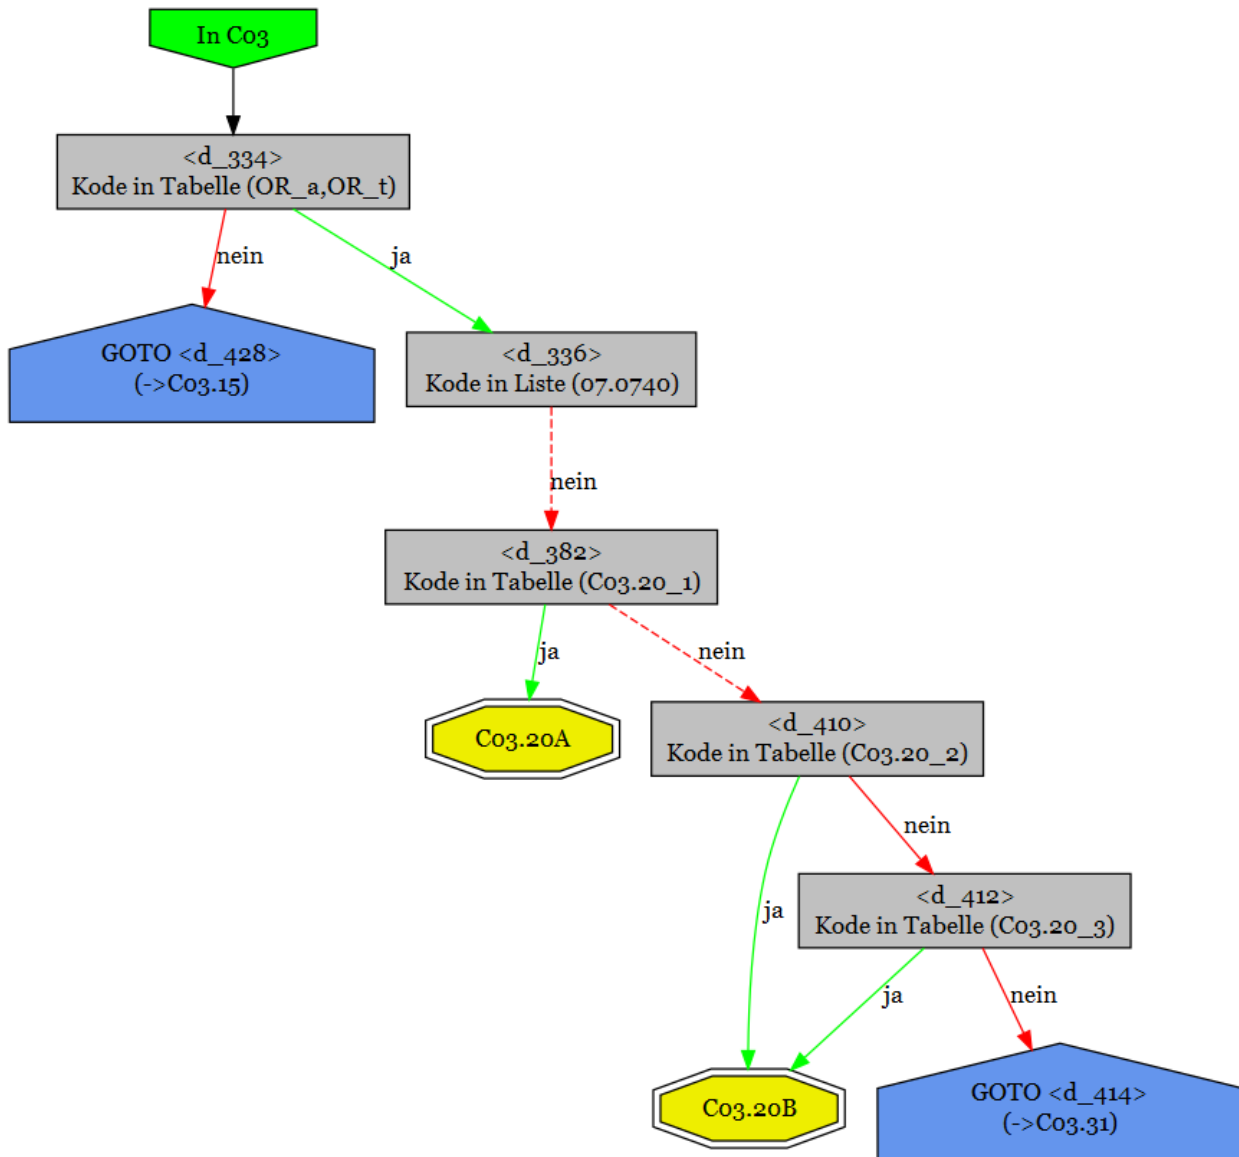 In C03
<d_334>
Kode in Tabelle (OR_a,OR_t)
nein
ja
GOTO <d_428>
(->C03.15)
<d_336>
Kode in Liste (07.0740)
nein
<d_382>
Kode in Tabelle (C03.20_1)
ja
nein
C03.20A
<d_410>
Kode in Tabelle (C03.20_2)
nein
ja
<d_412>
Kode in Tabelle (C03.20_3)
ja
nein
C03.20B
GOTO <d_414>
(->C03.31)